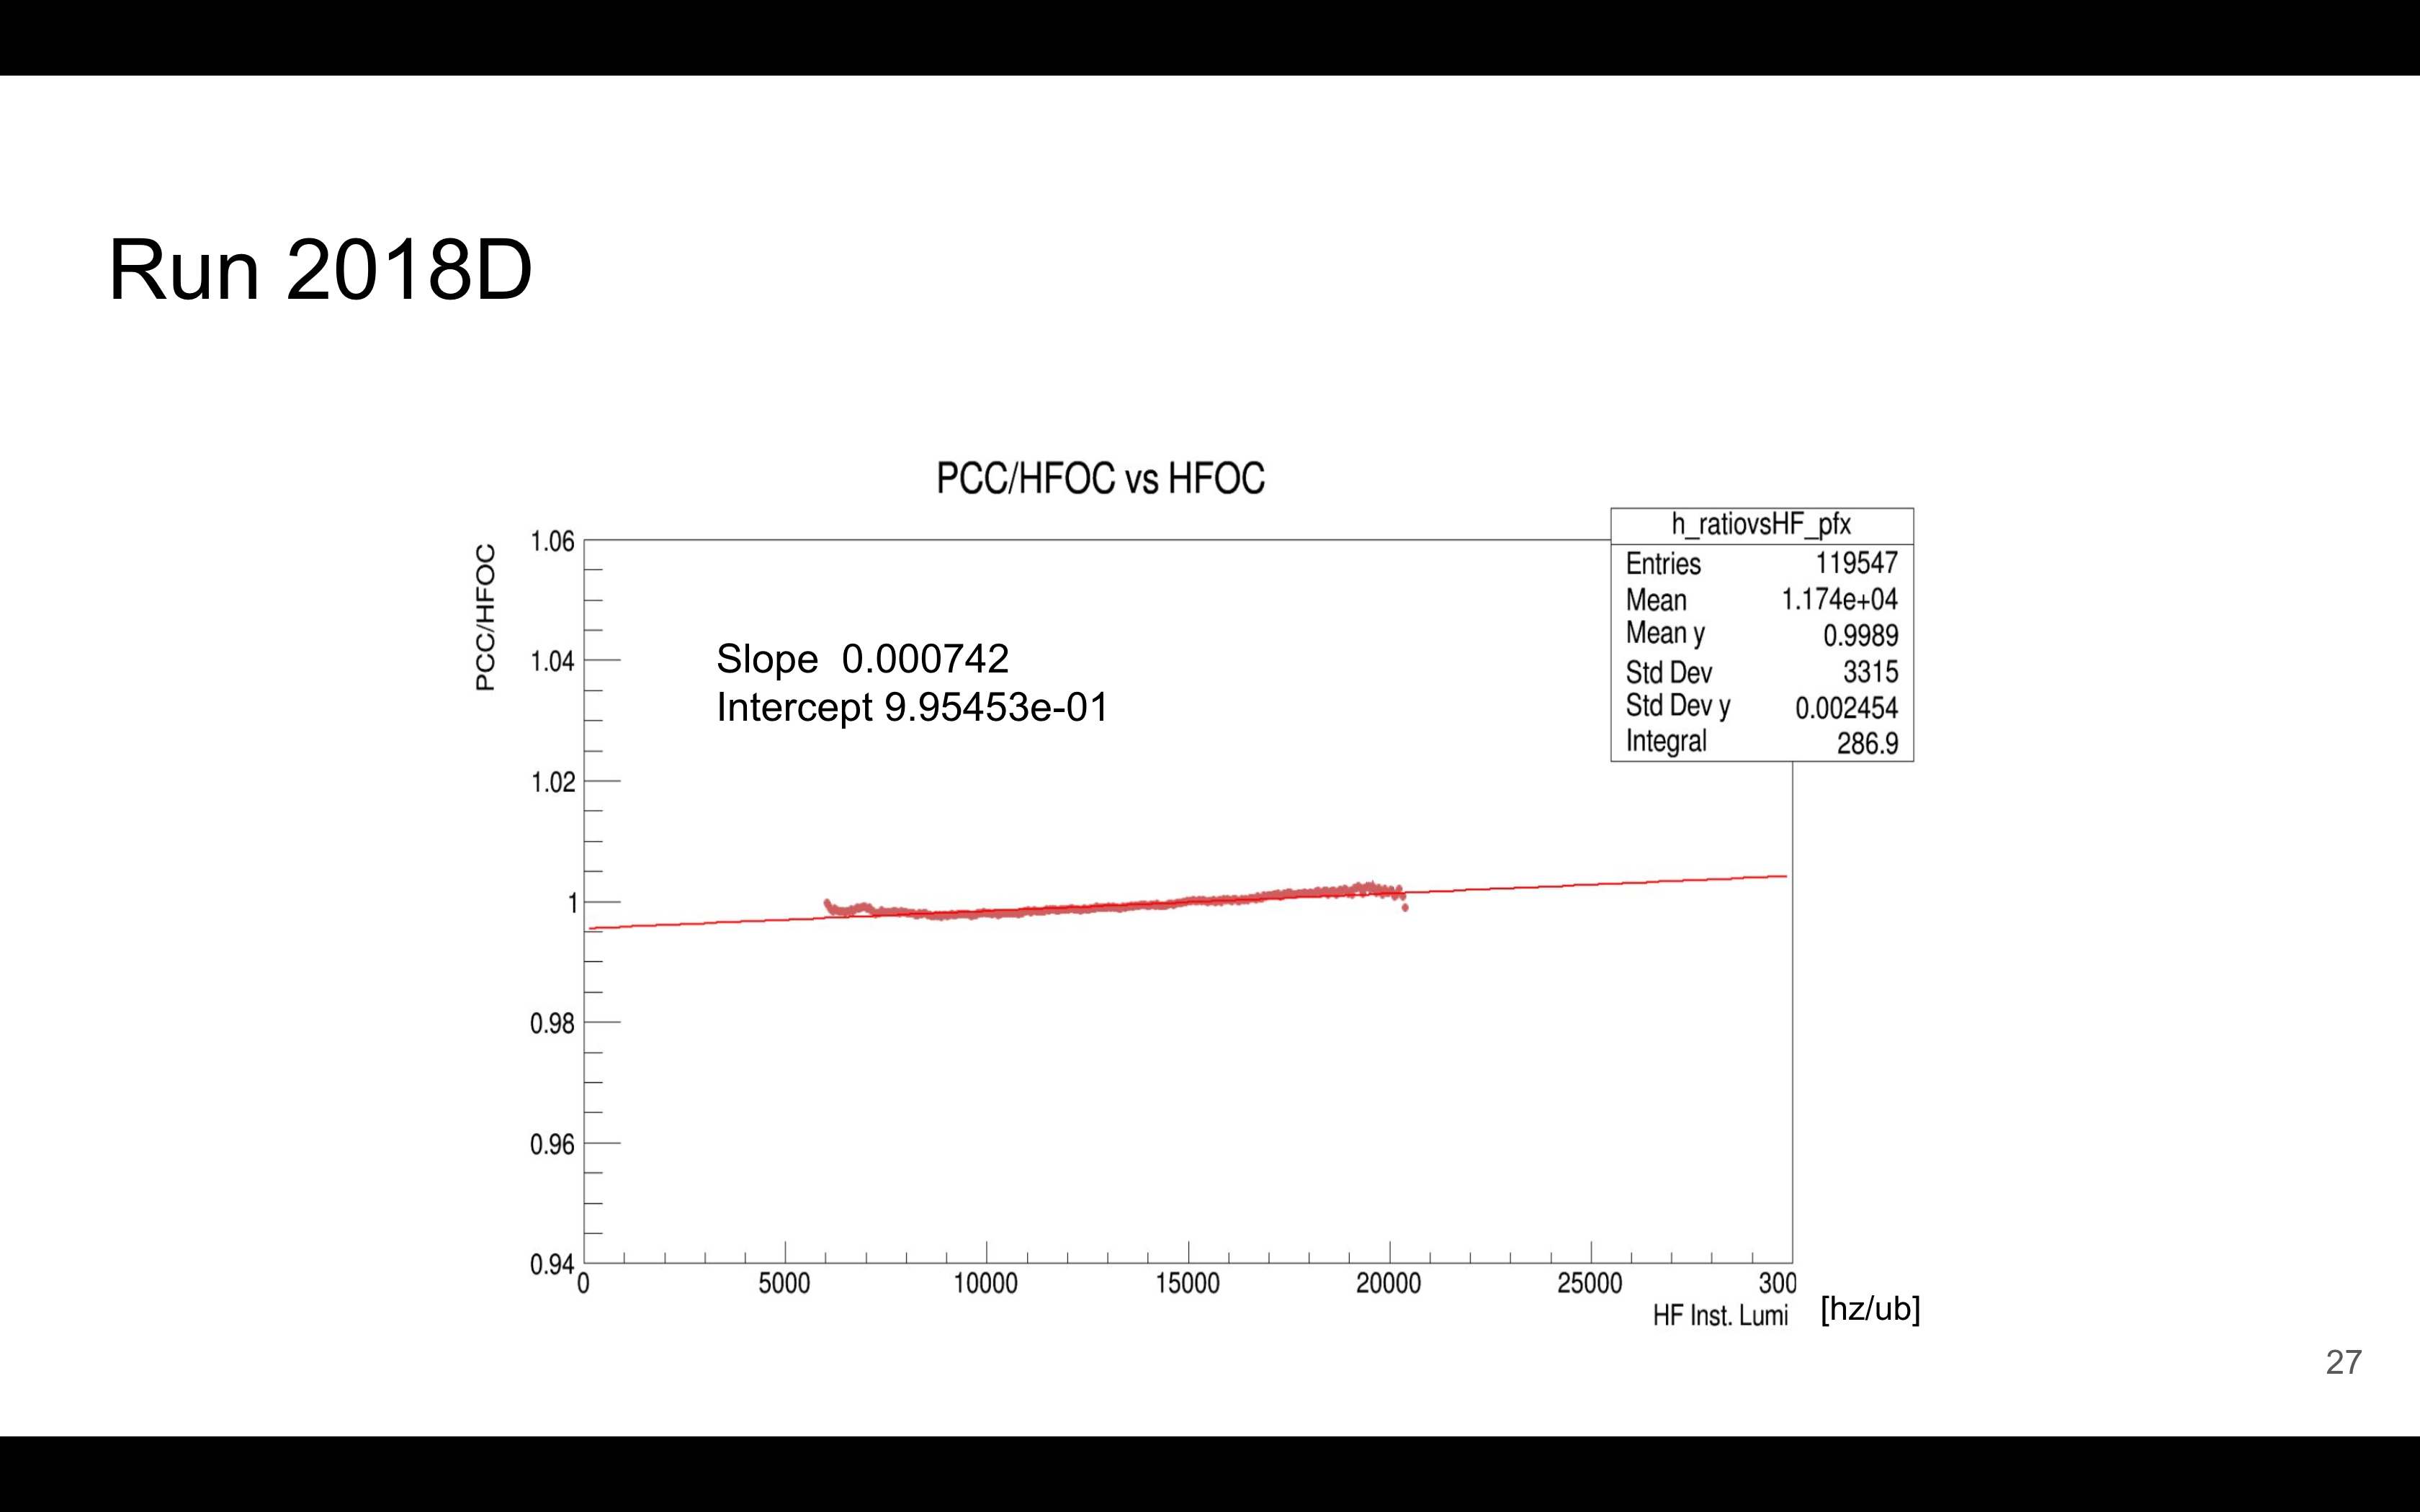 Run 2018D
PCC/HFOC vs HFOC
h_ratiovsHF_pfx
Entries 119547
Mean 1.174e+04
Mean y 0.9989
Std Dev 3315
Std Dev y 0.002454
Integral 286.9
PCC/HFOC
Slope 0.000742
Intercept 9.95453e-01
1.06
1.04
1.02
1
0.98
0.96
0.94
0 5000 10000 15000 20000 25000 300
HF Inst. Lumi [hz/ub]
27